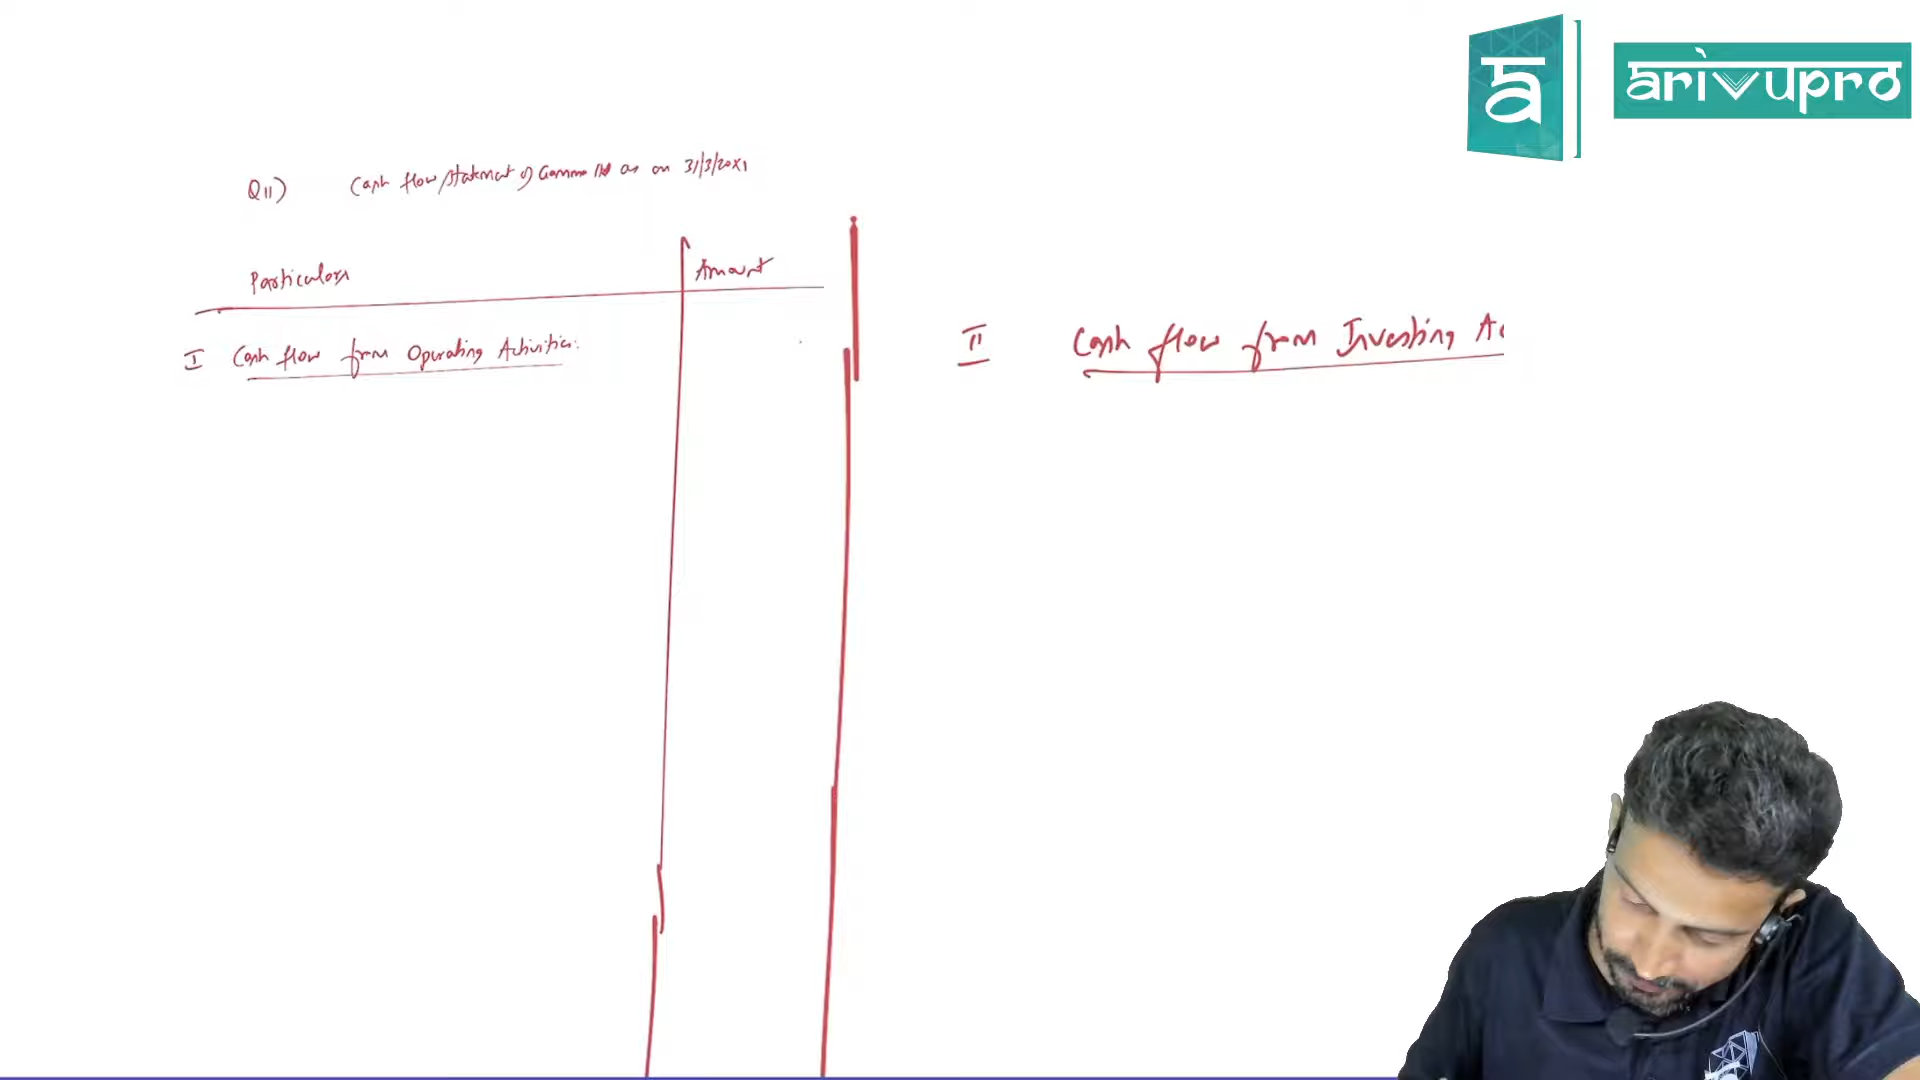 arivupro
Q11) Cash flow statement of Gamma ltd as on 31/3/20X1
Particulars Amount
I Cash flow from Operating Activities:
II Cash flow from Investing Ac